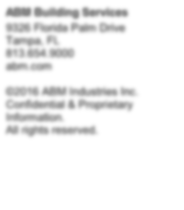 ABM Building Services
9326 Florida Palm Drive
Tampa, FL
813.654.9000
abm.com

©2016 ABM Industries Inc.
Confidential & Proprietary
Information.
All rights reserved.